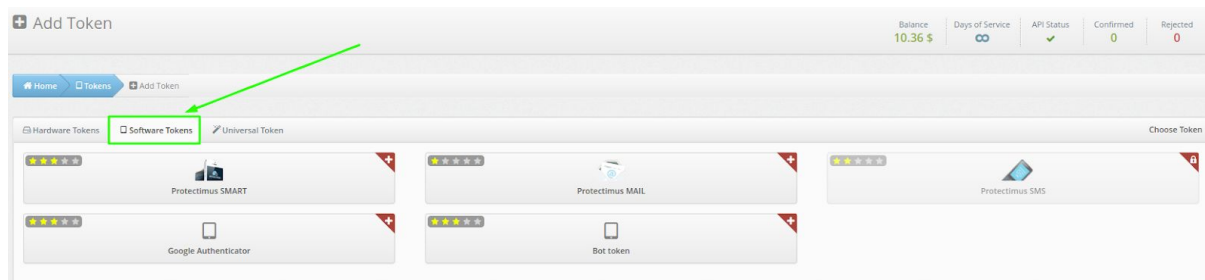 Add Token
Balance Days of Service API Status Confirmed Rejected
10.36 $ 0 0
Home Tokens Add Token
Hardware Tokens Software Tokens Universal Token Choose Token
Protectimus SMART Protectimus MAIL Protectimus SMS
Google Authenticator Bot token